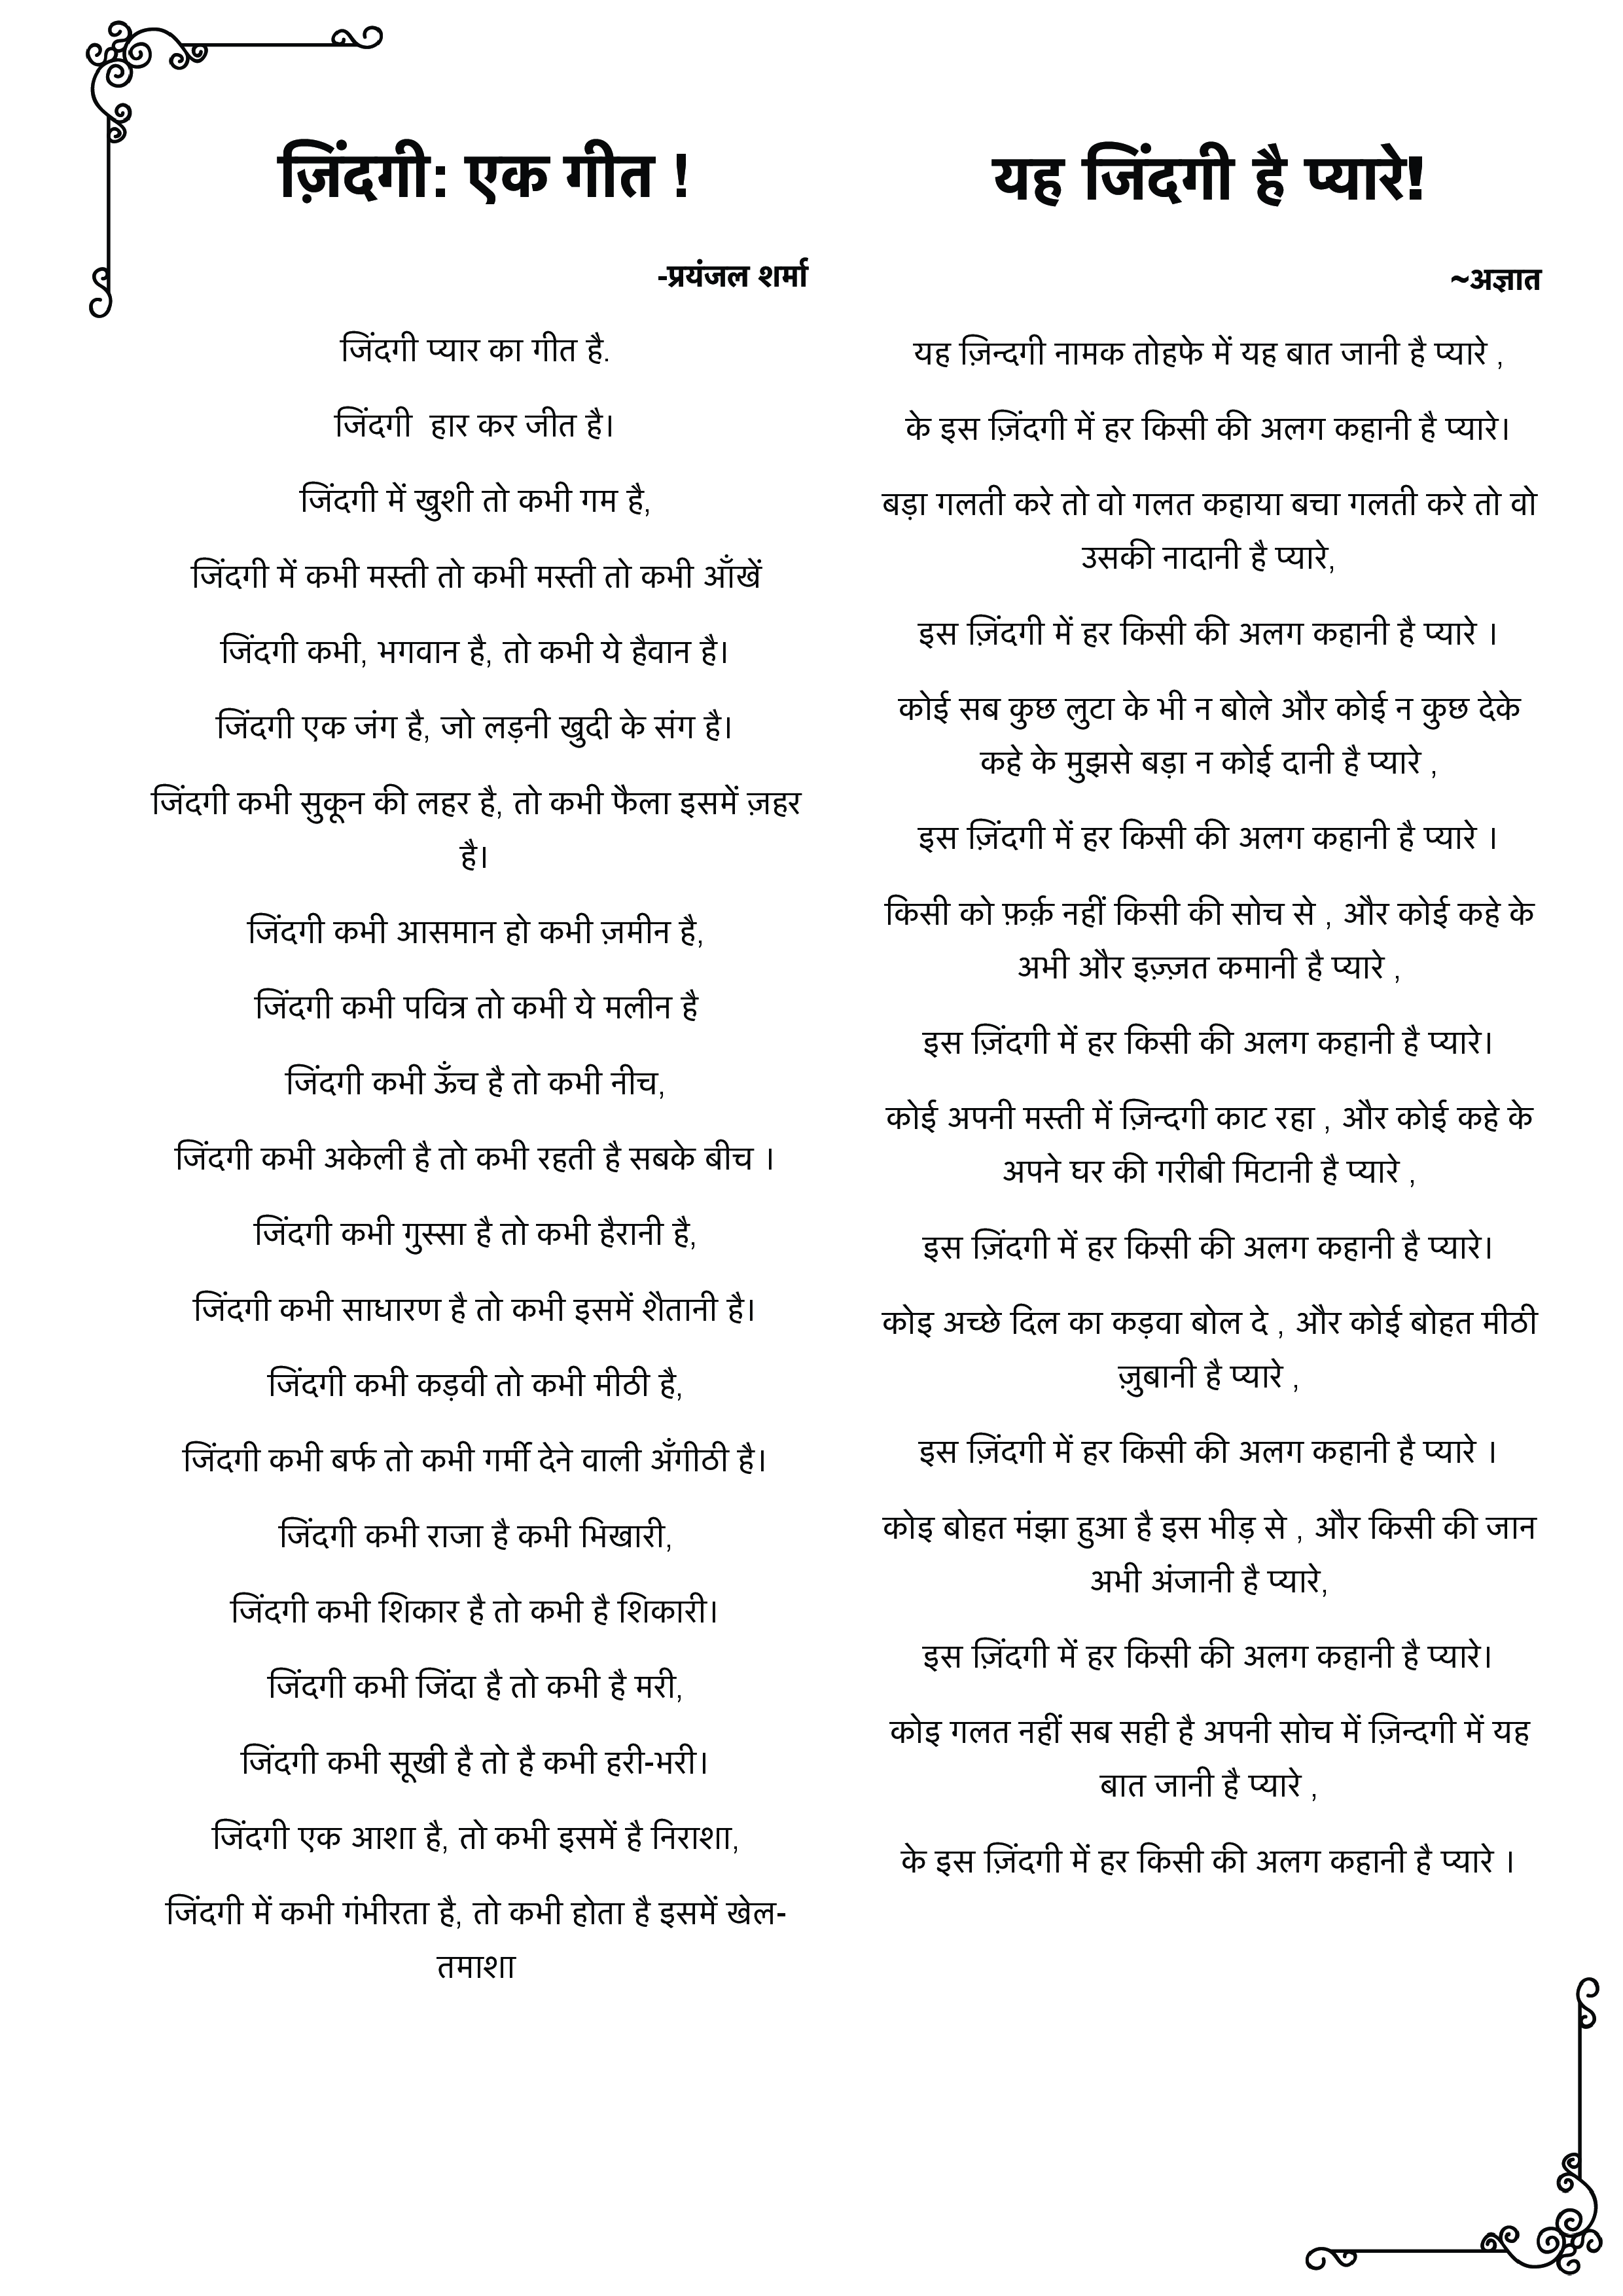 ज़िंदगी: एक गीत !
-प्रयंजल शर्मा
जिंदगी प्यार का गीत है.
जिंदगी  हार कर जीत है।
जिंदगी में खुशी तो कभी गम है,
जिंदगी में कभी मस्ती तो कभी मस्ती तो कभी आँखें
जिंदगी कभी, भगवान है, तो कभी ये हैवान है।
जिंदगी एक जंग है, जो लड़नी खुदी के संग है।
जिंदगी कभी सुकून की लहर है, तो कभी फैला इसमें ज़हर
है।
जिंदगी कभी आसमान हो कभी ज़मीन है,
जिंदगी कभी पवित्र तो कभी ये मलीन है
जिंदगी कभी ऊँच है तो कभी नीच,
जिंदगी कभी अकेली है तो कभी रहती है सबके बीच ।
जिंदगी कभी गुस्सा है तो कभी हैरानी है,
जिंदगी कभी साधारण है तो कभी इसमें शैतानी है।
जिंदगी कभी कड़वी तो कभी मीठी है,
जिंदगी कभी बर्फ तो कभी गर्मी देने वाली अँगीठी है।
जिंदगी कभी राजा है कभी भिखारी,
जिंदगी कभी शिकार है तो कभी है शिकारी।
जिंदगी कभी जिंदा है तो कभी है मरी,
जिंदगी कभी सूखी है तो है कभी हरी-भरी।
जिंदगी एक आशा है, तो कभी इसमें है निराशा,
जिंदगी में कभी गंभीरता है, तो कभी होता है इसमें खेल-
तमाशा
यह जिंदगी है प्यारे!
~अज्ञात
यह ज़िन्दगी नामक तोहफे में यह बात जानी है प्यारे ,
के इस ज़िंदगी में हर किसी की अलग कहानी है प्यारे।
बड़ा गलती करे तो वो गलत कहाया बचा गलती करे तो वो
उसकी नादानी है प्यारे,
इस ज़िंदगी में हर किसी की अलग कहानी है प्यारे ।
कोई सब कुछ लुटा के भी न बोले और कोई न कुछ देके
कहे के मुझसे बड़ा न कोई दानी है प्यारे ,
इस ज़िंदगी में हर किसी की अलग कहानी है प्यारे ।
किसी को फ़र्क़ नहीं किसी की सोच से , और कोई कहे के
अभी और इज़्ज़त कमानी है प्यारे ,
इस ज़िंदगी में हर किसी की अलग कहानी है प्यारे।
कोई अपनी मस्ती में ज़िन्दगी काट रहा , और कोई कहे के
अपने घर की गरीबी मिटानी है प्यारे ,
इस ज़िंदगी में हर किसी की अलग कहानी है प्यारे।
कोइ अच्छे दिल का कड़वा बोल दे , और कोई बोहत मीठी
ज़ुबानी है प्यारे ,
इस ज़िंदगी में हर किसी की अलग कहानी है प्यारे ।
कोइ बोहत मंझा हुआ है इस भीड़ से , और किसी की जान
अभी अंजानी है प्यारे,
इस ज़िंदगी में हर किसी की अलग कहानी है प्यारे।
कोइ गलत नहीं सब सही है अपनी सोच में ज़िन्दगी में यह
बात जानी है प्यारे ,
के इस ज़िंदगी में हर किसी की अलग कहानी है प्यारे ।